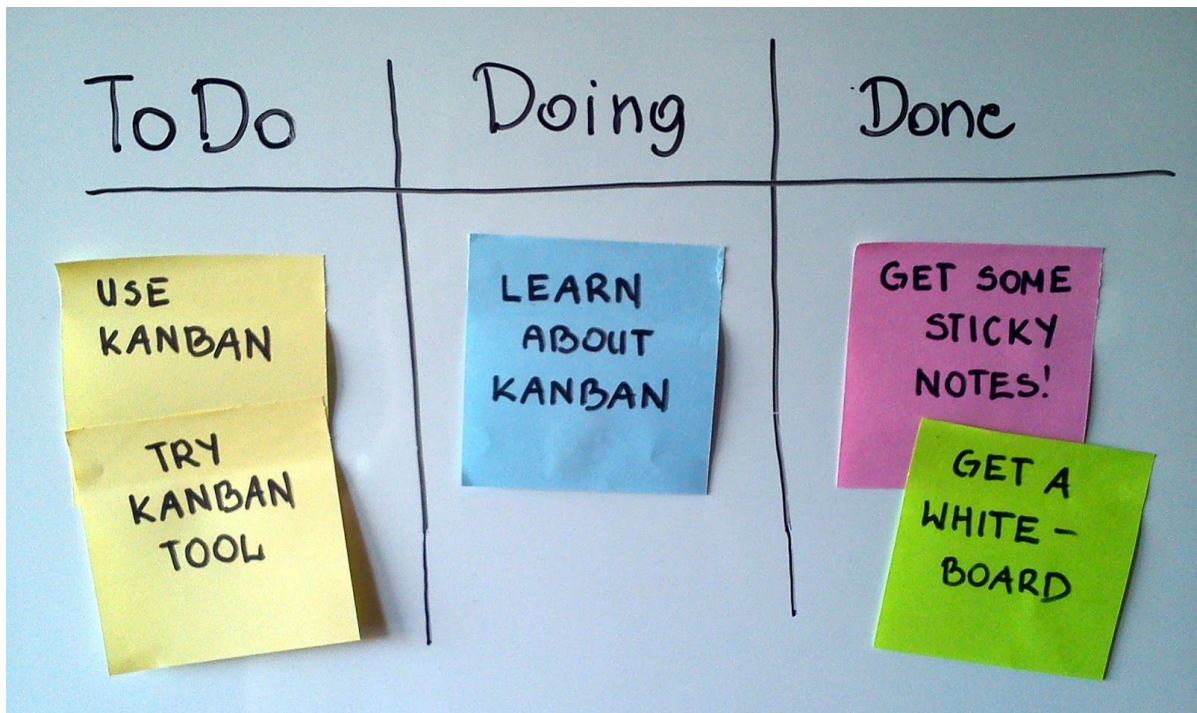 To Do
Doing
Done
USE
KANBAN
TRY
KANBAN
TOOL
LEARN
ABOUT
KANBAN
GET SOME
STICKY
NOTES!
GET A
WHITE-
BOARD